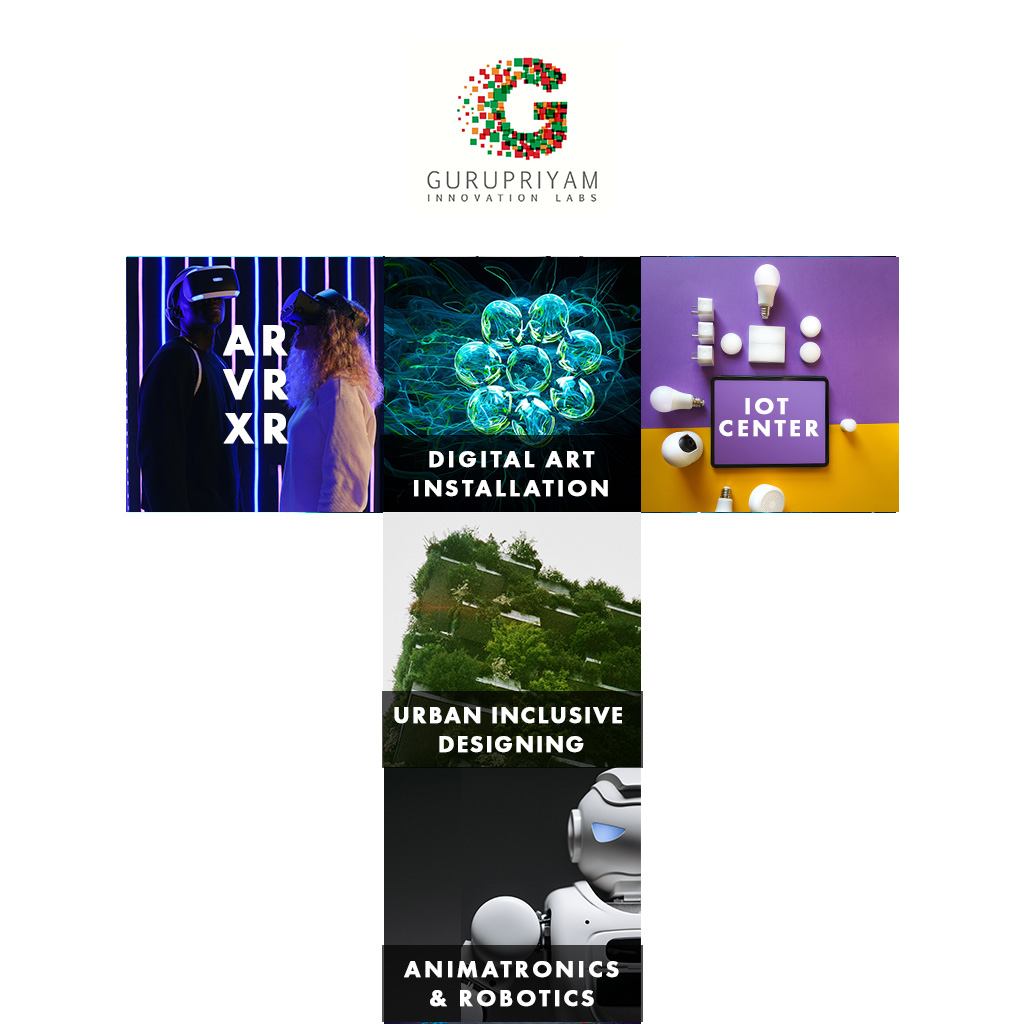 GURUPRIYAM
INNOVATION LABS
AR
VR
XR
DIGITAL ART
INSTALLATION
IOT
CENTER
URBAN INCLUSIVE
DESIGNING
ANIMATRONICS
& ROBOTICS